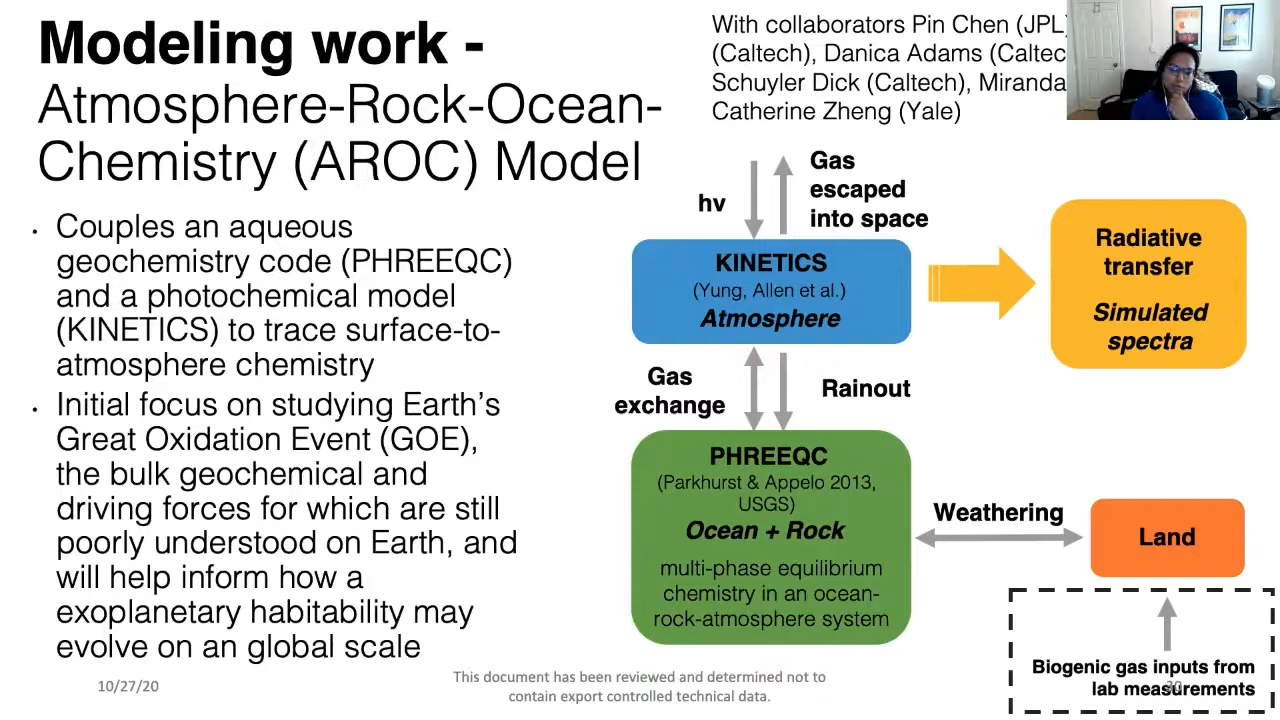 Modeling work -
Atmosphere-Rock-Ocean-
Chemistry (AROC) Model
With collaborators Pin Chen (JPL)
(Caltech), Danica Adams (Caltec
Schuyler Dick (Caltech), Miranda
Catherine Zheng (Yale)
• Couples an aqueous
geochemistry code (PHREEQC)
and a photochemical model
(KINETICS) to trace surface-to-
atmosphere chemistry
• Initial focus on studying Earth’s
Great Oxidation Event (GOE),
the bulk geochemical and
driving forces for which are still
poorly understood on Earth, and
will help inform how a
exoplanetary habitability may
evolve on an global scale
hv
Gas
escaped
into space
KINETICS
(Yung, Allen et al.)
Atmosphere
Radiative
transfer
Simulated
spectra
Gas
exchange
Rainout
PHREEQC
(Parkhurst & Appelo 2013,
USGS)
Ocean + Rock
multi-phase equilibrium
chemistry in an ocean-
rock-atmosphere system
Weathering
Land
Biogenic gas inputs from
lab measurements
10/27/20
This document has been reviewed and determined not to
contain export controlled technical data.
30